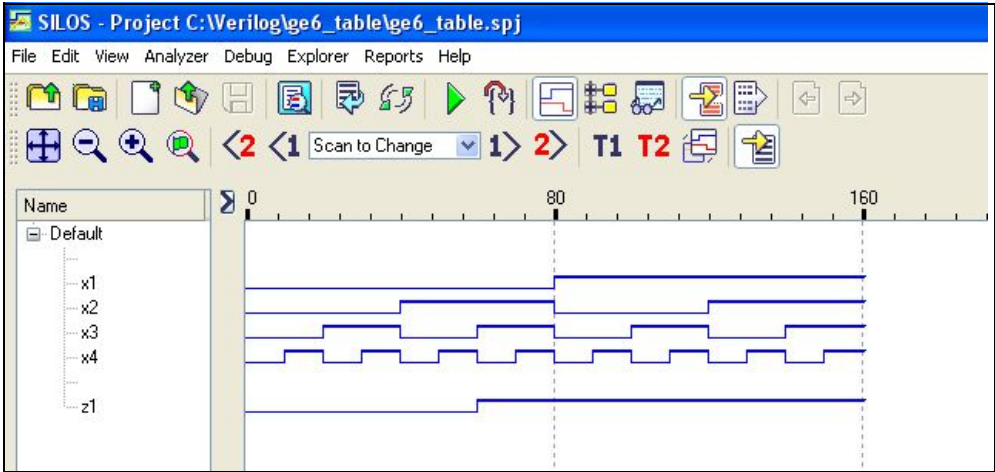 SILOS - Project C:\Verilog\ge6_table\ge6_table.spj
File Edit View Analyzer Debug Explorer Reports Help
<2 <1 Scan to Change 1> 2> T1 T2
Name 0 80 160
Default
x1
x2
x3
x4
z1